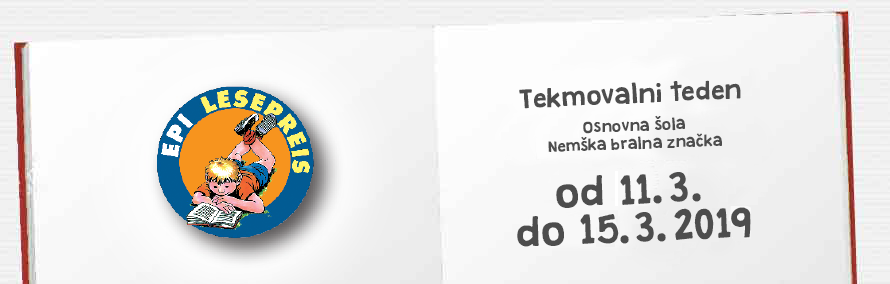 EPI LESEPREIS
Tekmovalni teden
Osnovna šola
Nemška bralna značka
od 11. 3.
do 15. 3. 2019